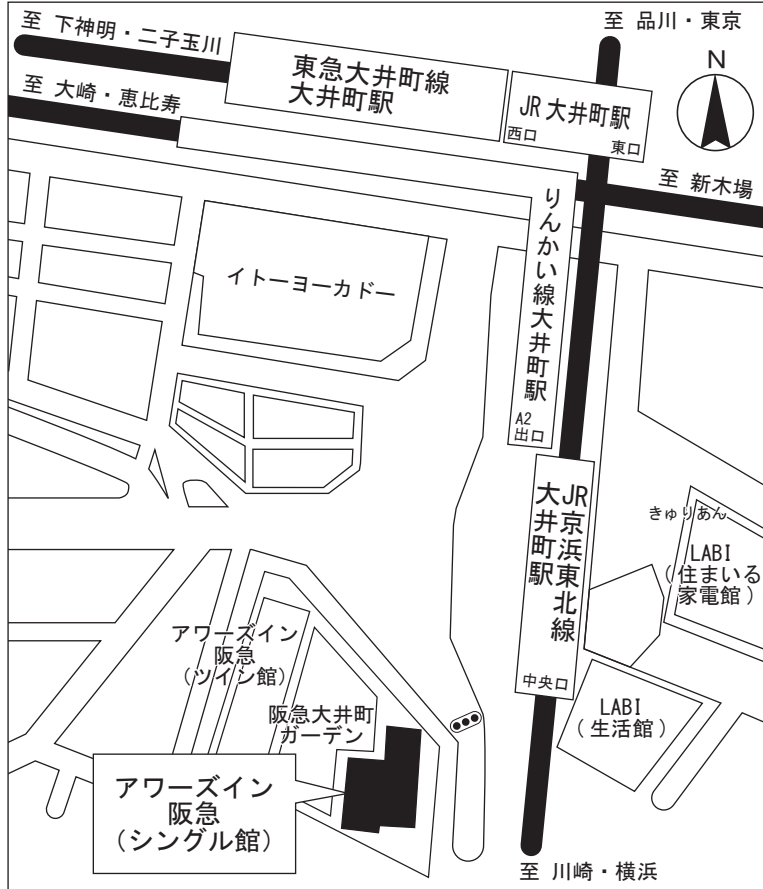 至 下神明・二子玉川
至 品川・東京
東急大井町線
大井町駅
N
至 大崎・恵比寿
JR 大井町駅
西口
東口
至 新木場
りんかい線大井町駅
イトーヨーカドー
A2
出口
JR京浜東北線
大井町駅
きゅりあん
LABI
（住まいる
家電館）
アワーズイン
阪急
（ツイン館）
中央口
阪急大井町
ガーデン
LABI
（生活館）
アワーズイン
阪急
（シングル館）
至 川崎・横浜